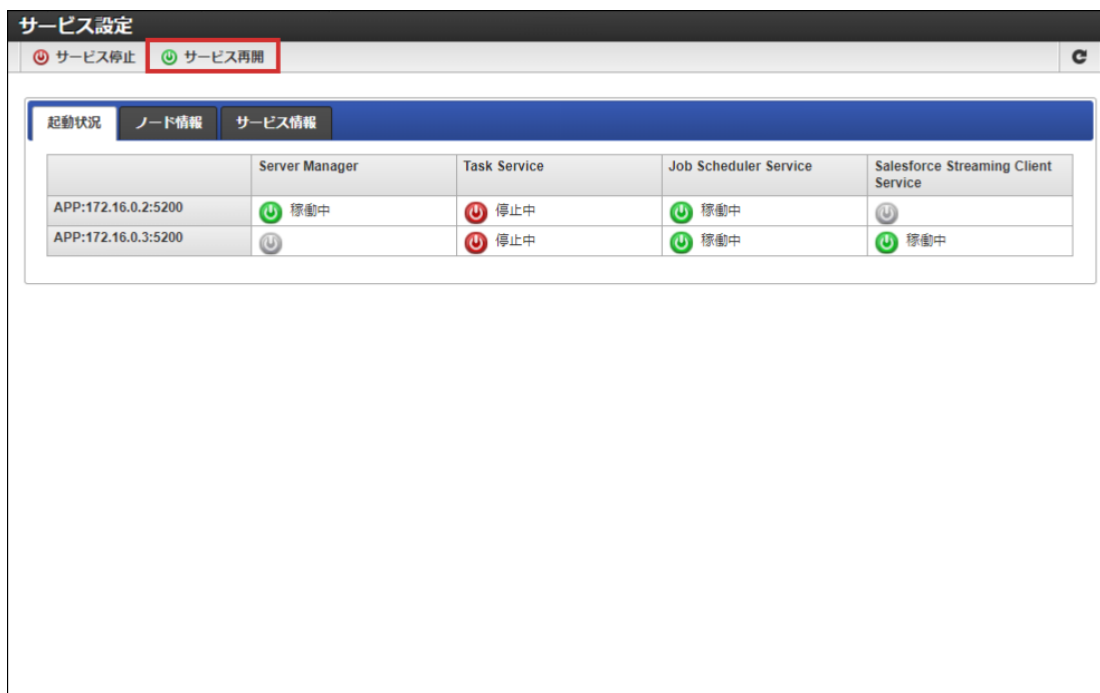 サービス設定
サービス停止 サービス再開
起動状況 ノード情報 サービス情報
Server Manager Task Service Job Scheduler Service Salesforce Streaming Client Service
APP:172.16.0.2:5200 稼働中 停止中 稼働中
APP:172.16.0.3:5200 停止中 稼働中 稼働中